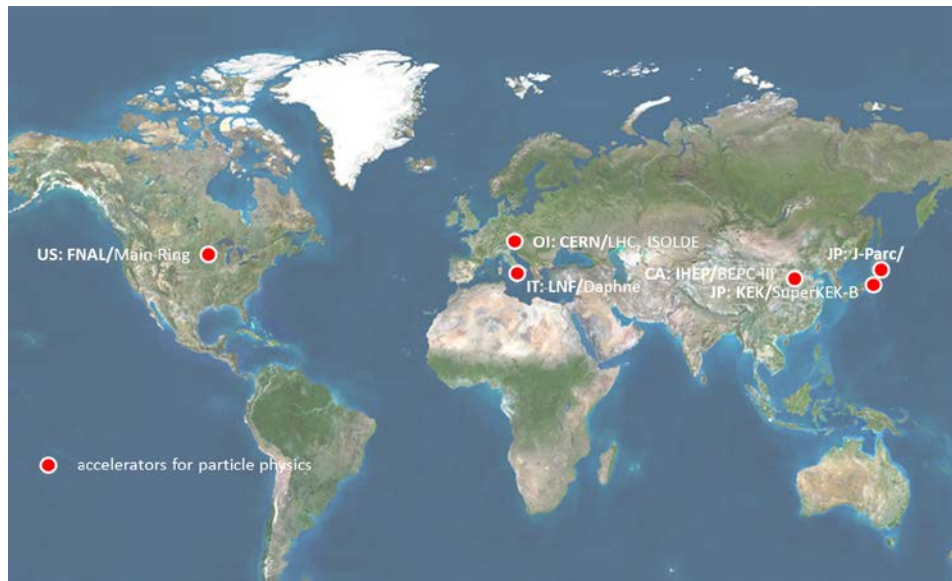 US: FNAL/Main Ring
OI: CERN/LHC, ISOLDE
IT: LNF/Daphne
JP: J-Parc/
CA: IHEP/BEPC-III
JP: KEK/SuperKEK-B
accelerators for particle physics